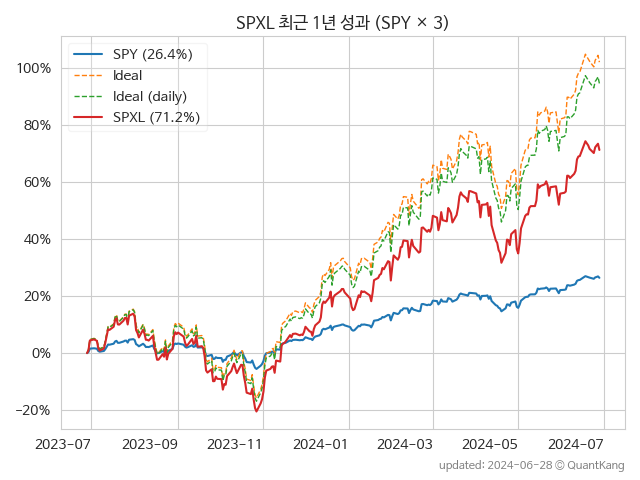 SPXL 최근 1년 성과 (SPY × 3)
SPY (26.4%)
Ideal
Ideal (daily)
SPXL (71.2%)
100%
80%
60%
40%
20%
0%
−20%
2023-07 2023-09 2023-11 2024-01 2024-03 2024-05 2024-07
updated: 2024-06-28 © QuantKang